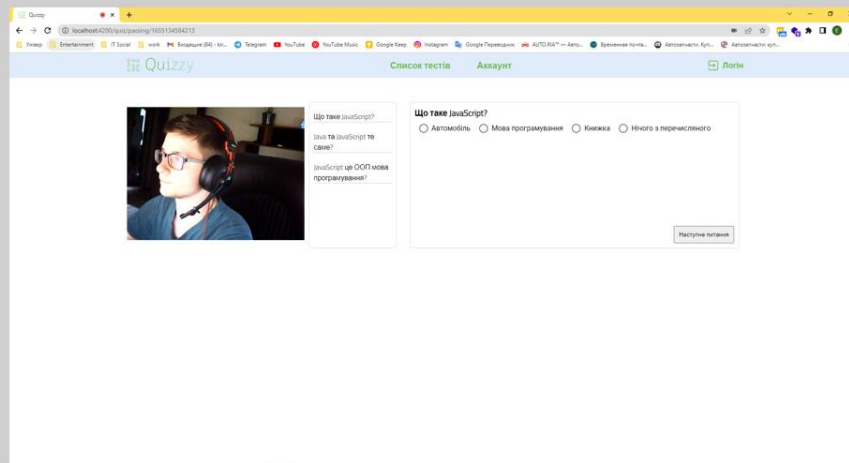 Quizzy
localhost:4200/quiz/passing/1655134584213
Entertainment
IT Social
work
Telegram
YouTube
YouTube Music
Google Keep
Instagram
Google Переводчик
Quizzy
Список тестів
Аккаунт
Логін
Що таке JavaScript?
Java та JavaScript те
саме?
JavaScript це ООП мова
програмування?
Що таке JavaScript?
Автомобіль
Мова програмування
Книжка
Нічого з перечисляного
Наступне питання